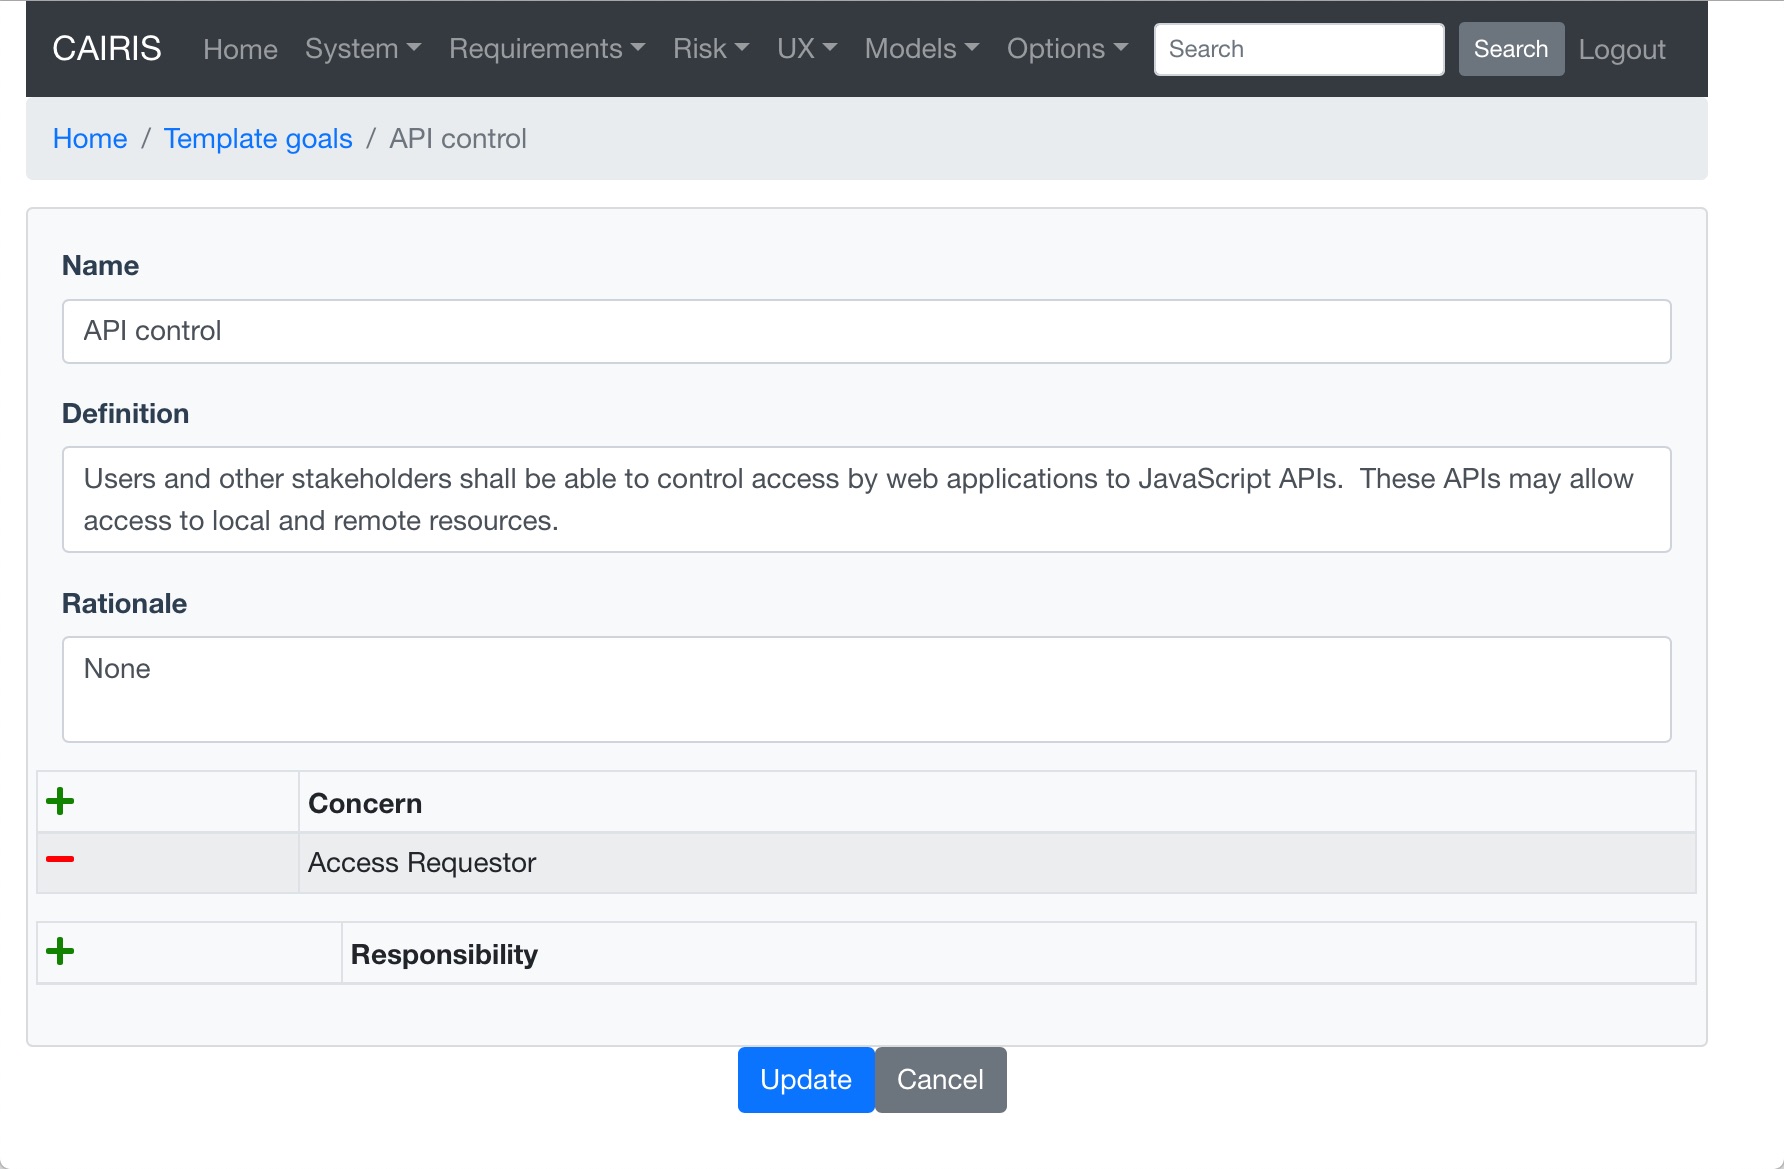 CAIRIS Home System Requirements Risk UX Models Options Search Search Logout
Home / Template goals / API control
Name
API control
Definition
Users and other stakeholders shall be able to control access by web applications to JavaScript APIs.  These APIs may allow
access to local and remote resources.
Rationale
None
Concern
Access Requestor
Responsibility
Update Cancel